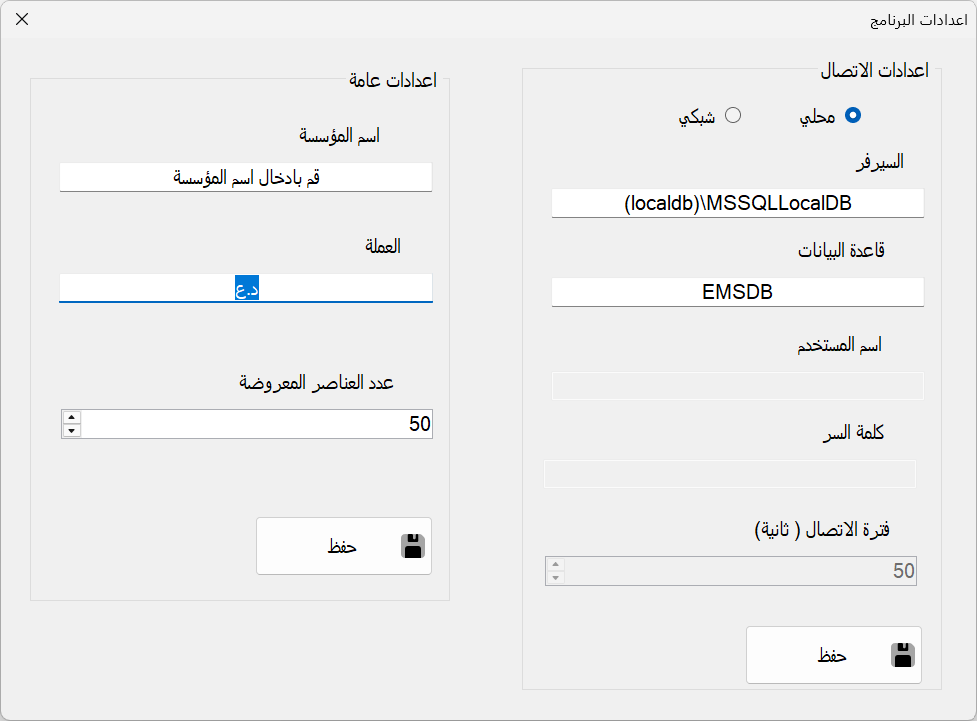 اعدادات البرنامج
اعدادات الاتصال
محلي
شبكي
السيرفر
(localdb)\MSSQLLocalDB
قاعدة البيانات
EMSDB
اسم المستخدم
كلمة السر
فترة الاتصال ( ثانية)
50
حفظ
اعدادات عامة
اسم المؤسسة
قم بادخال اسم المؤسسة
العملة
د.ع
عدد العناصر المعروضة
50
حفظ